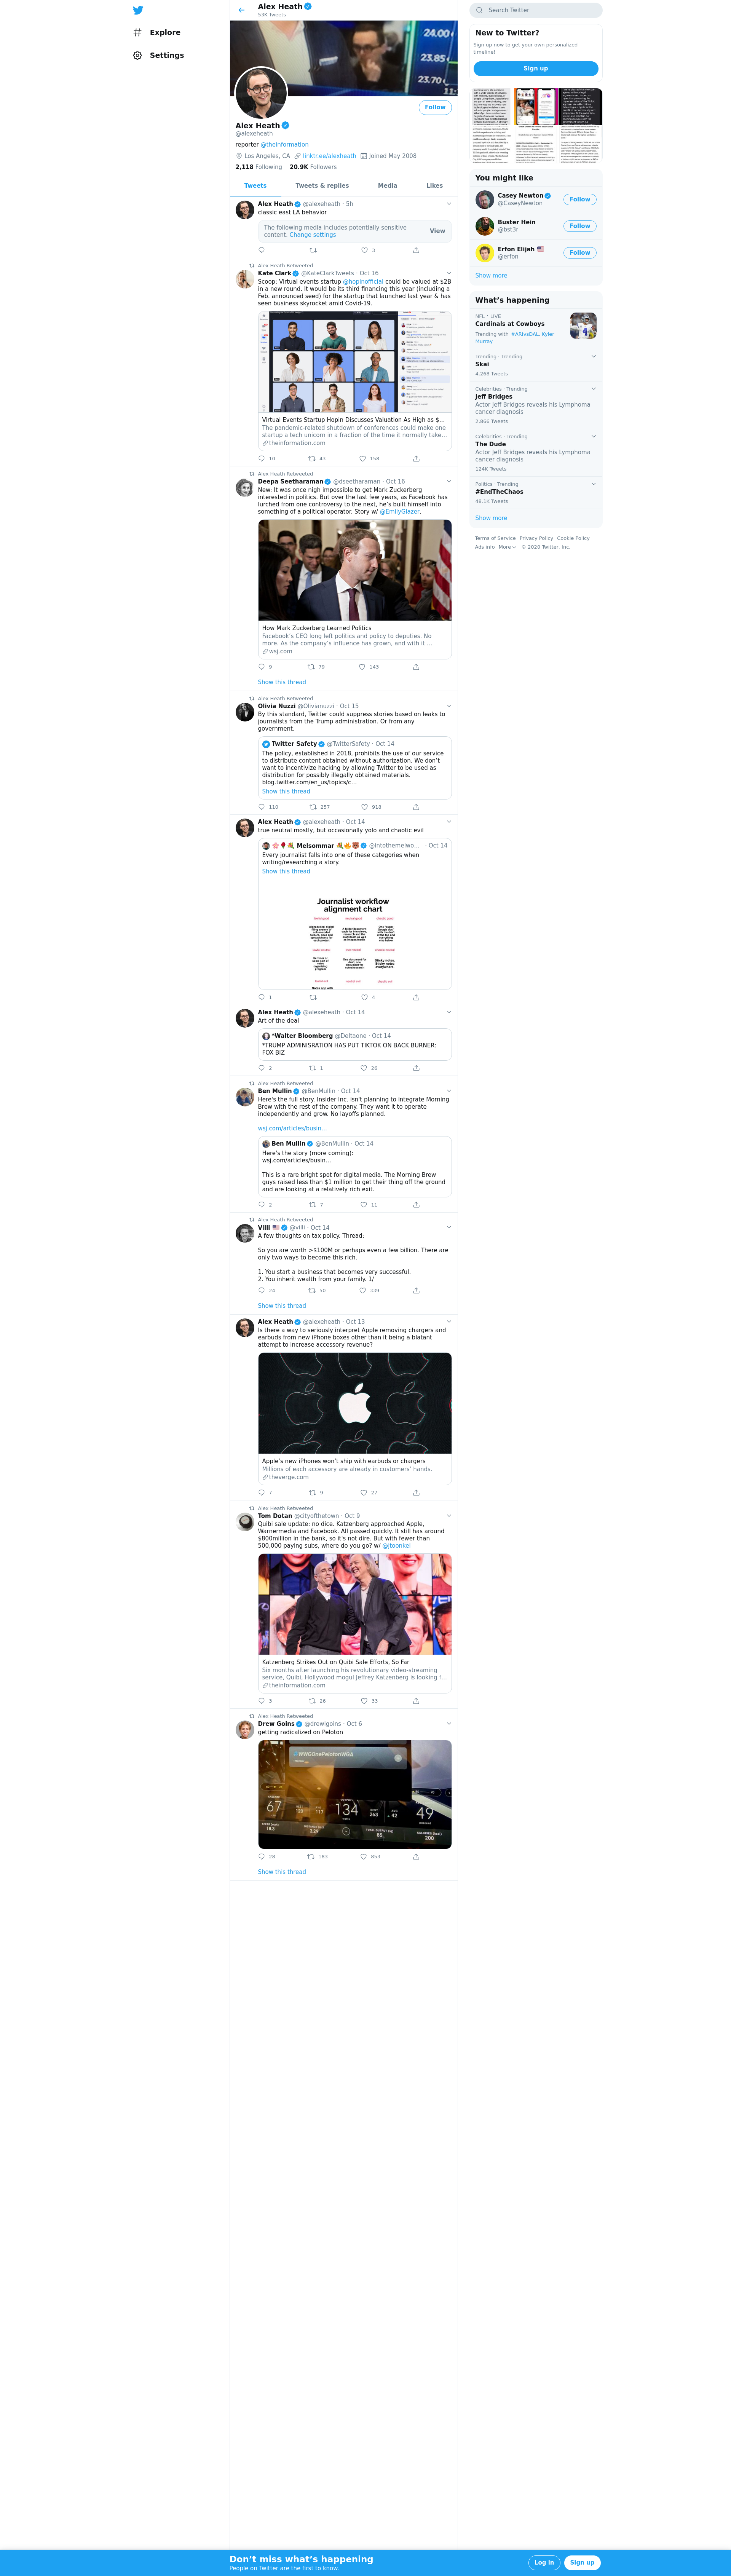 Explore
Settings
Alex Heath
53K Tweets
24.00
23.85
Follow
Alex Heath
@alexeheath
reporter @theinformation
Los Angeles, CA linktr.ee/alexheath Joined May 2008
2,118 Following 20.9K Followers
Tweets Tweets & replies Media Likes
Alex Heath @alexeheath · 5h
classic east LA behavior
The following media includes potentially sensitive
content. Change settings
View
3
Alex Heath Retweeted
Kate Clark @KateClarkTweets · Oct 16
Scoop: Virtual events startup @hopinofficial could be valued at $2B
in a new round. It would be its third financing this year (including a
Feb. announced seed) for the startup that launched last year & has
seen business skyrocket amid Covid-19.
Virtual Events Startup Hopin Discusses Valuation As High as $...
The pandemic-related shutdown of conferences could make one
startup a tech unicorn in a fraction of the time it normally take...
theinformation.com
10 43 156
Alex Heath Retweeted
Deepa Seetharaman @dseetharaman · Oct 16
New: It was once nigh impossible to get Mark Zuckerberg
interested in politics. But over the last few years, as Facebook has
lurched from one controversy to the next, he's built himself into
something of a political operator. Story w/ @EmilyGlazer.
How Mark Zuckerberg Learned Politics
Facebook's CEO long left politics and policy to deputies. No
more. As the company's influence has grown, and with it ...
wsj.com
9 79 143
Show this thread
Alex Heath Retweeted
Olivia Nuzzi @Olivianuzzi · Oct 15
By this standard, Twitter could suppress stories based on leaks to
journalists from the Trump administration. Or from any
government.
Twitter Safety @TwitterSafety · Oct 14
The policy, established in 2018, prohibits the use of our service
to distribute content obtained without authorization. We don't
want to incentivize hacking by allowing Twitter to be used as
distribution for possibly illegally obtained materials.
blog.twitter.com/en_us/topics/c...
Show this thread
110 257 918
Alex Heath @alexeheath · Oct 14
true neutral mostly, but occasionally yolo and chaotic evil
Melsommar @intothemelwo... · Oct 14
Every journalist falls into one of these categories when
writing/researching a story.
Show this thread
Journalist workflow
alignment chart
1 4
Alex Heath @alexeheath · Oct 14
Art of the deal
*Walter Bloomberg @Deltaone · Oct 14
*TRUMP ADMINISRATION HAS PUT TIKTOK ON BACK BURNER:
FOX BIZ
2 1 26
Alex Heath Retweeted
Ben Mullin @BenMullin · Oct 14
Here's the full story. Insider Inc. isn't planning to integrate Morning
Brew with the rest of the company. They want it to operate
independently and grow. No layoffs planned.
wsj.com/articles/busin...
Ben Mullin @BenMullin · Oct 14
Here's the story (more coming):
wsj.com/articles/busin...
This is a rare bright spot for digital media. The Morning Brew
guys raised less than $1 million to get their thing off the ground
and are looking at a relatively rich exit.
2 7 11
Alex Heath Retweeted
Villi @villi · Oct 14
A few thoughts on tax policy. Thread:
So you are worth >$100M or perhaps even a few billion. There are
only two ways to become this rich.
1. You start a business that becomes very successful.
2. You inherit wealth from your family. 1/
24 50 339
Show this thread
Alex Heath @alexeheath · Oct 13
Is there a way to seriously interpret Apple removing chargers and
earbuds from new iPhone boxes other than it being a blatant
attempt to increase accessory revenue?
Apple's new iPhones won't ship with earbuds or chargers
Millions of each accessory are already in customers' hands.
theverge.com
7 9 27
Alex Heath Retweeted
Tom Dotan @cityofthetown · Oct 9
Quibi sale update: no dice. Katzenberg approached Apple,
Warnermedia and Facebook. All passed quickly. It still has around
$800million in the bank, so it's not dire. But with fewer than
500,000 paying subs, where do you go? w/ @jtoonkel
Katzenberg Strikes Out on Quibi Sale Efforts, So Far
Six months after launching his revolutionary video-streaming
service, Quibi, Hollywood mogul Jeffrey Katzenberg is looking f...
theinformation.com
3 26 33
Alex Heath Retweeted
Drew Goins @drewlgoins · Oct 6
getting radicalized on Peloton
#WWGOnePelotonWGA
67 134 49
28 183 853
Show this thread
Search Twitter
New to Twitter?
Sign up now to get your own personalized
timeline!
Sign up
You might like
Casey Newton
@CaseyNewton
Follow
Buster Hein
@bst3r
Follow
Erfon Elijah
@erfon
Follow
Show more
What's happening
NFL · LIVE
Cardinals at Cowboys
Trending with #ARIvsDAL, Kyler
Murray
Trending · Trending
Skai
4,268 Tweets
Celebrities · Trending
Jeff Bridges
Actor Jeff Bridges reveals his Lymphoma
cancer diagnosis
2,866 Tweets
Celebrities · Trending
The Dude
Actor Jeff Bridges reveals his Lymphoma
cancer diagnosis
124K Tweets
Politics · Trending
#EndTheChaos
48.1K Tweets
Show more
Terms of Service Privacy Policy Cookie Policy
Ads info More © 2020 Twitter, Inc.
Don't miss what's happening
People on Twitter are the first to know.
Log in Sign up